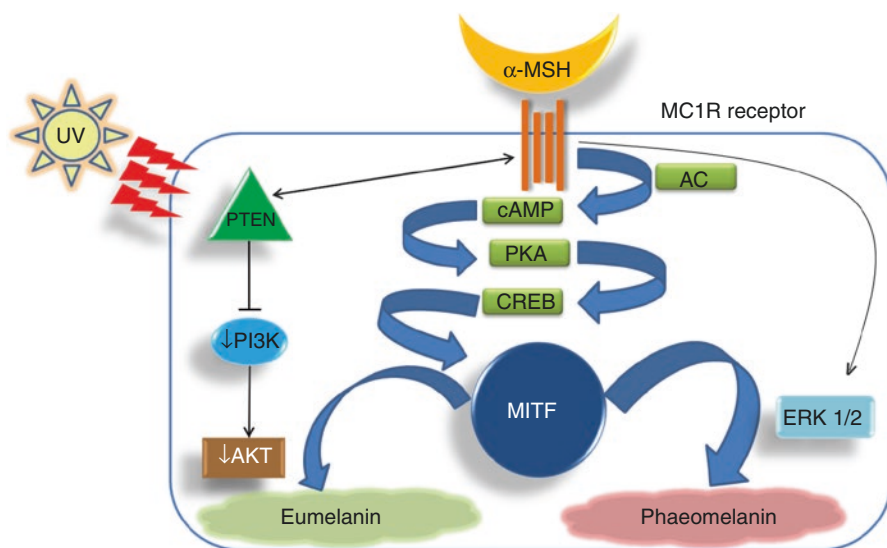 α-MSH
MC1R receptor
UV
AC
PTEN
cAMP
PKA
CREB
↓PI3K
MITF
ERK 1/2
↓AKT
Eumelanin
Phaeomelanin